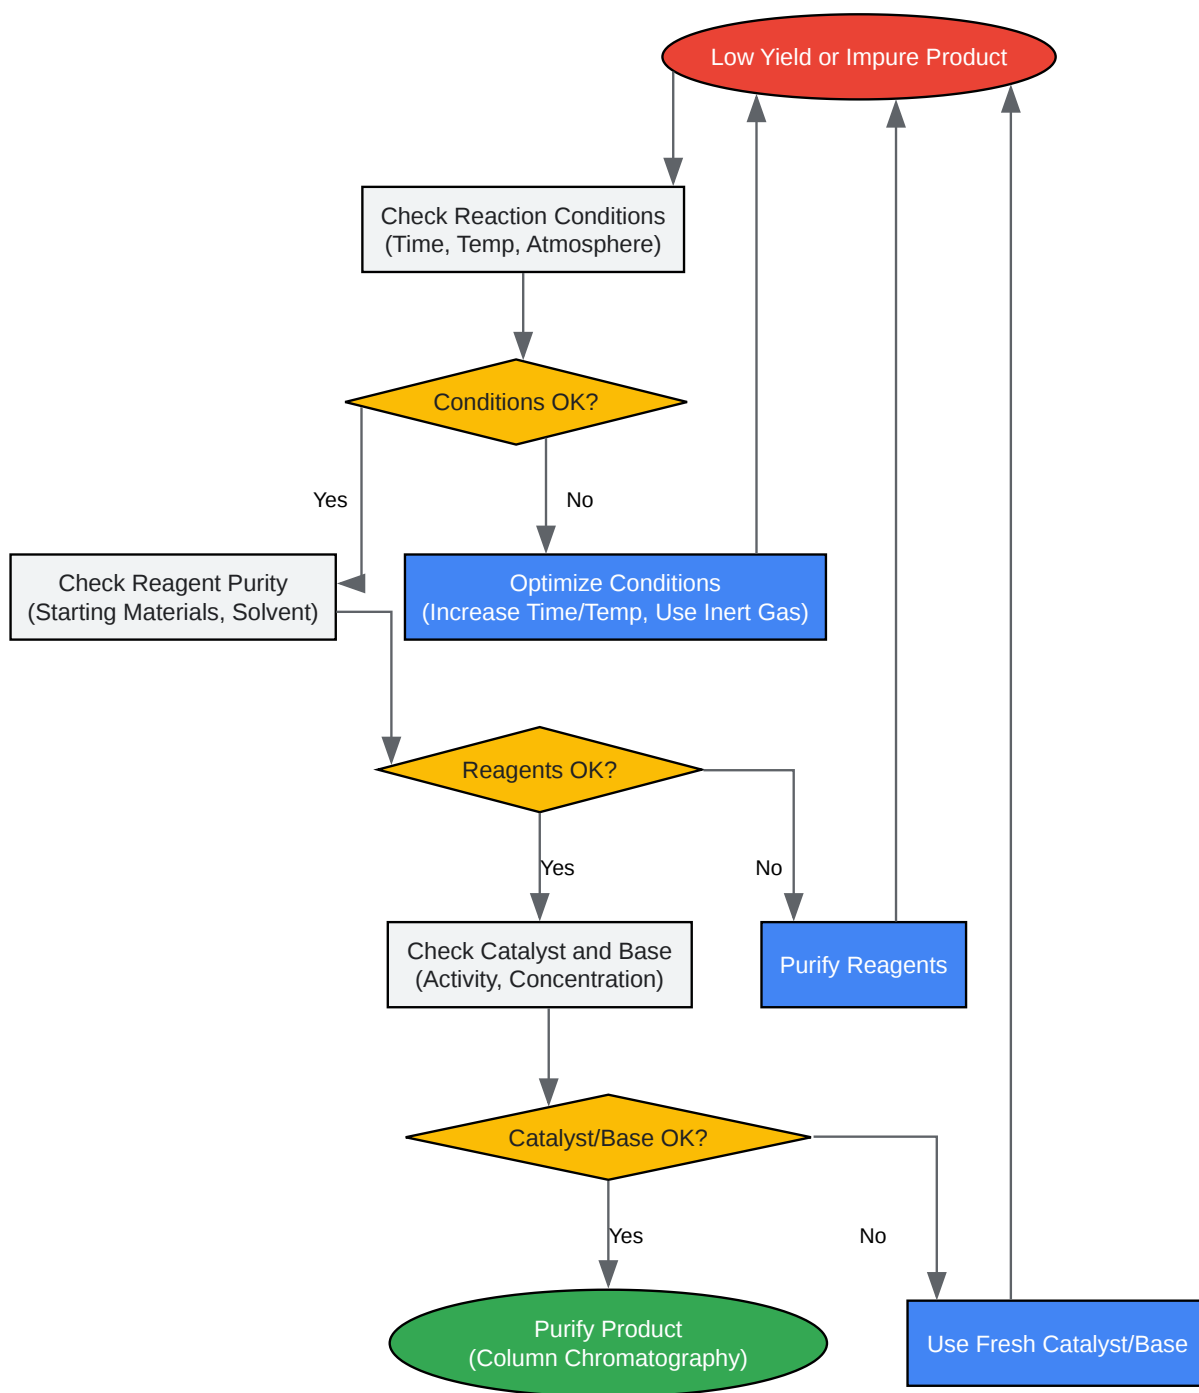 Low Yield or Impure Product
Check Reaction Conditions
(Time, Temp, Atmosphere)
Conditions OK?
Yes
No
Check Reagent Purity
(Starting Materials, Solvent)
Optimize Conditions
(Increase Time/Temp, Use Inert Gas)
Reagents OK?
Yes
No
Check Catalyst and Base
(Activity, Concentration)
Purify Reagents
Catalyst/Base OK?
Yes
No
Purify Product
(Column Chromatography)
Use Fresh Catalyst/Base